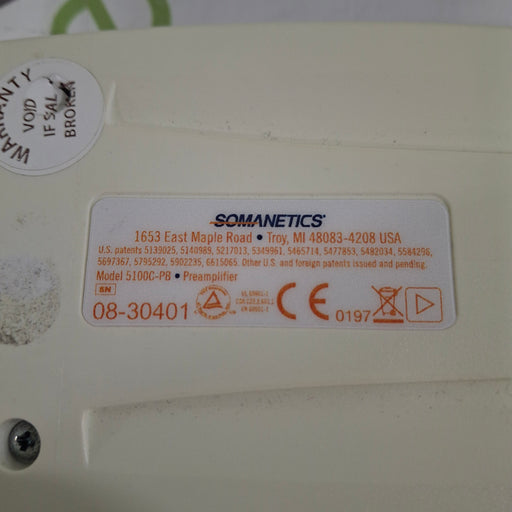 WARRANTY
VOID
IF SAL
BROKEN
SOMANETICS
1653 East Maple Road • Troy, MI 48083-4208 USA
U.S. patents 5139025, 5140989, 5217013, 5349961, 5465714, 5477853, 5482034, 5584296,
5697367, 5795292, 5902235, 6615065. Other U.S. and foreign patents issued and pending.
Model 5100C-PB • Preamplifier
SN
08-30401
CE 0197